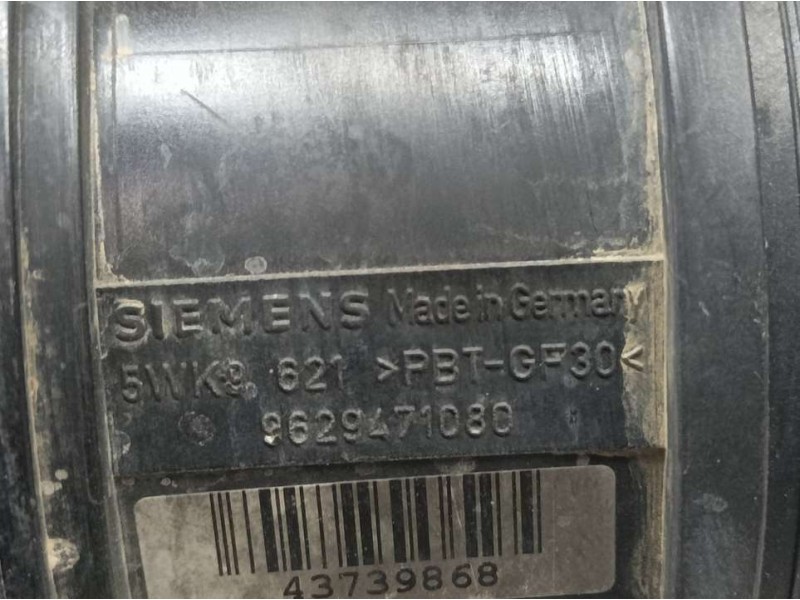 SIEMENS Made in Germany
5WK9 621 >PBT-GF30<
9629471080
43739868